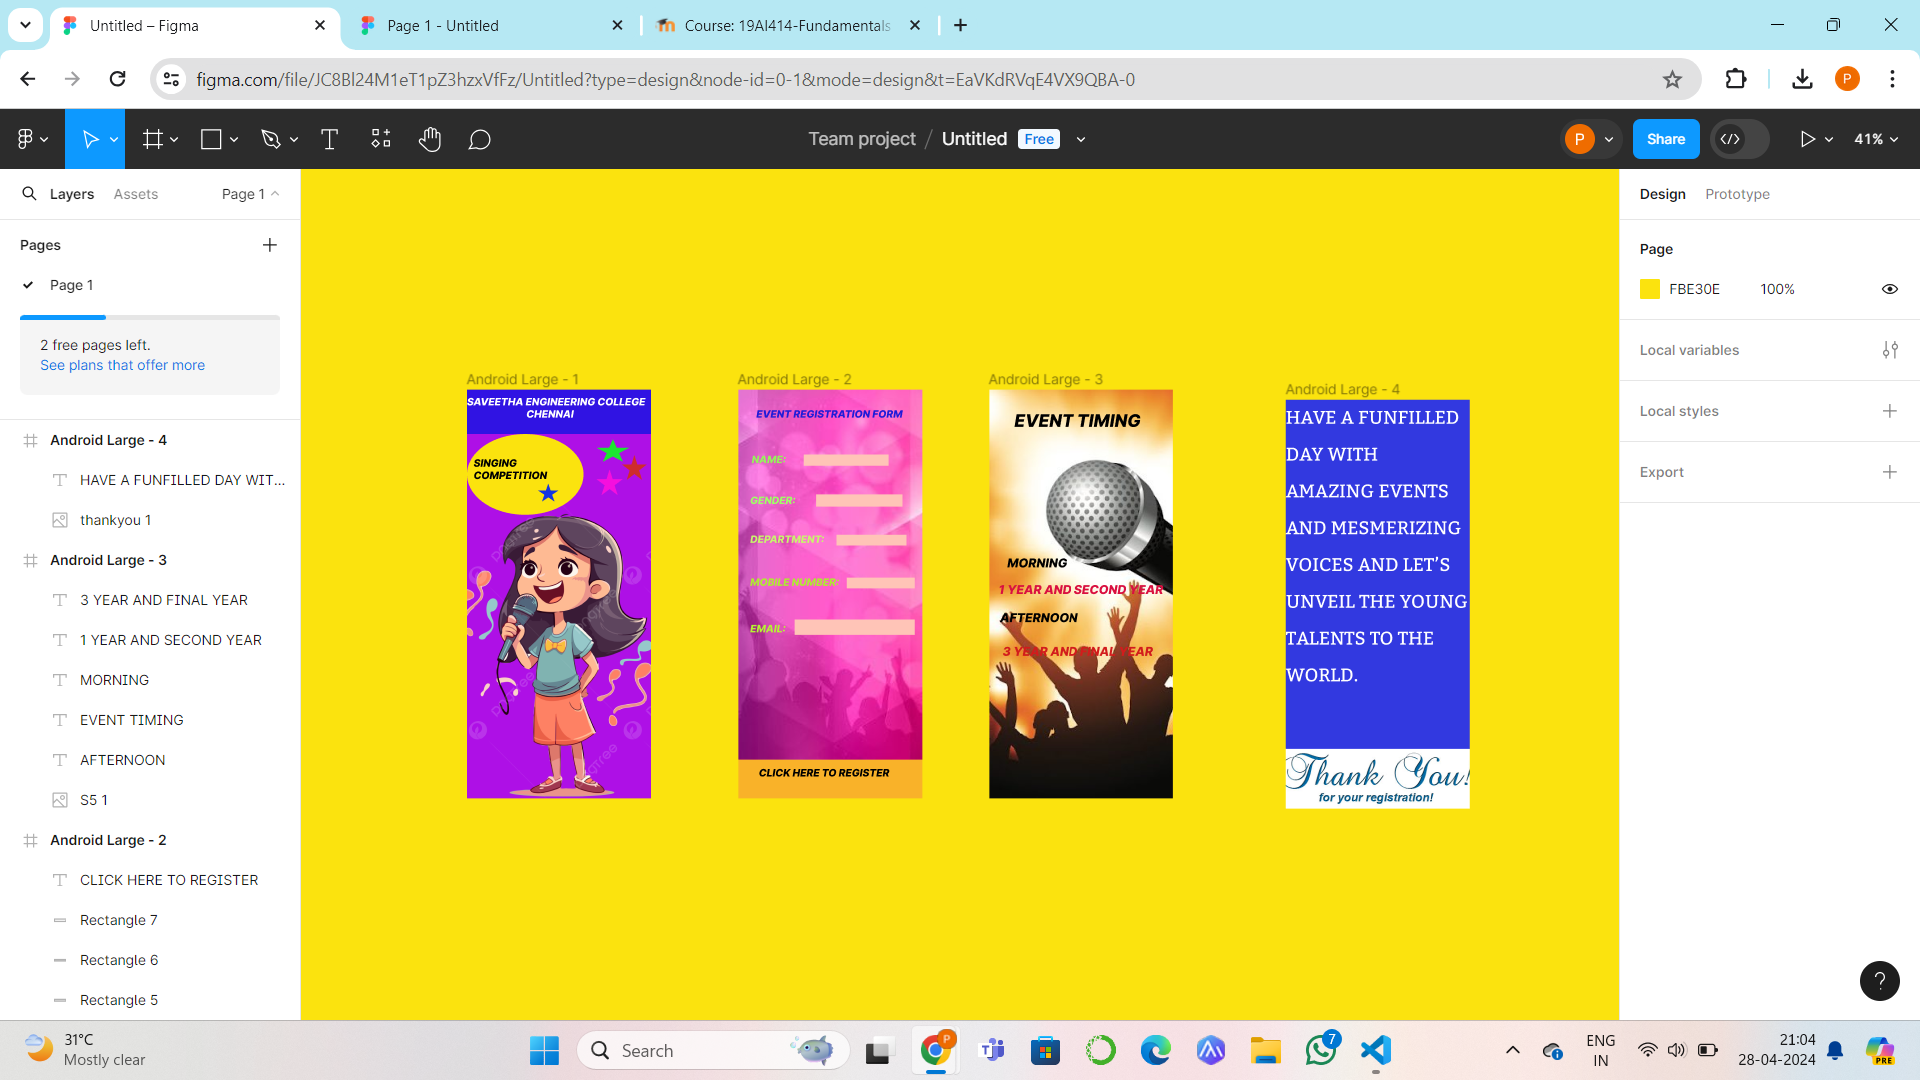 Untitled – Figma
Page 1 - Untitled
Course: 19AI414-Fundamentals
figma.com/file/JC8Bl24M1eT1pZ3hzxVfFz/Untitled?type=design&node-id=0-1&mode=design&t=EaVKdRVqE4VX9QBA-0
P
Team project / Untitled Free
P
Share
41%
Layers
Assets
Page 1
Pages
Page 1
2 free pages left.
See plans that offer more
Android Large - 4
HAVE A FUNFILLED DAY WIT...
thankyou 1
Android Large - 3
3 YEAR AND FINAL YEAR
1 YEAR AND SECOND YEAR
MORNING
EVENT TIMING
AFTERNOON
S5 1
Android Large - 2
CLICK HERE TO REGISTER
Rectangle 7
Rectangle 6
Rectangle 5
Android Large - 1
SAVEETHA ENGINEERING COLLEGE
CHENNAI
SINGING
COMPETITION
pngtree
Android Large - 2
EVENT REGISTRATION FORM
NAME:
GENDER:
DEPARTMENT:
MOBILE NUMBER:
EMAIL:
CLICK HERE TO REGISTER
Android Large - 3
EVENT TIMING
MORNING
1 YEAR AND SECOND YEAR
AFTERNOON
3 YEAR AND FINAL YEAR
Android Large - 4
HAVE A FUNFILLED
DAY WITH
AMAZING EVENTS
AND MESMERIZING
VOICES AND LET'S
UNVEIL THE YOUNG
TALENTS TO THE
WORLD.
Thank You!
for your registration!
Design
Prototype
Page
FBE30E
100%
Local variables
Local styles
Export
?
31°C
Mostly clear
Search
P
7
ENG
IN
21:04
28-04-2024
PRE